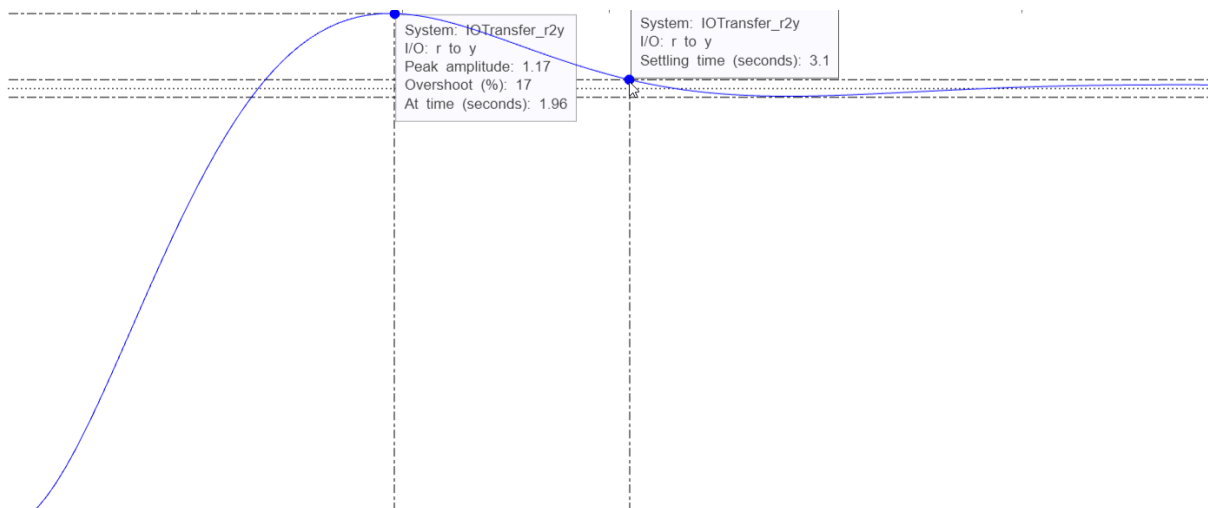 System: IOTransfer_r2y
I/O: r to y
Peak amplitude: 1.17
Overshoot (%): 17
At time (seconds): 1.96
System: IOTransfer_r2y
I/O: r to y
Settling time (seconds): 3.1